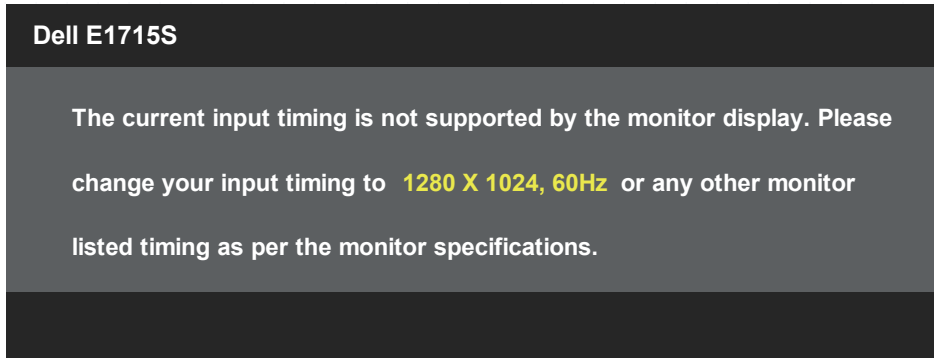 Dell E1715S
The current input timing is not supported by the monitor display. Please
change your input timing to 1280 X 1024, 60Hz or any other monitor
listed timing as per the monitor specifications.